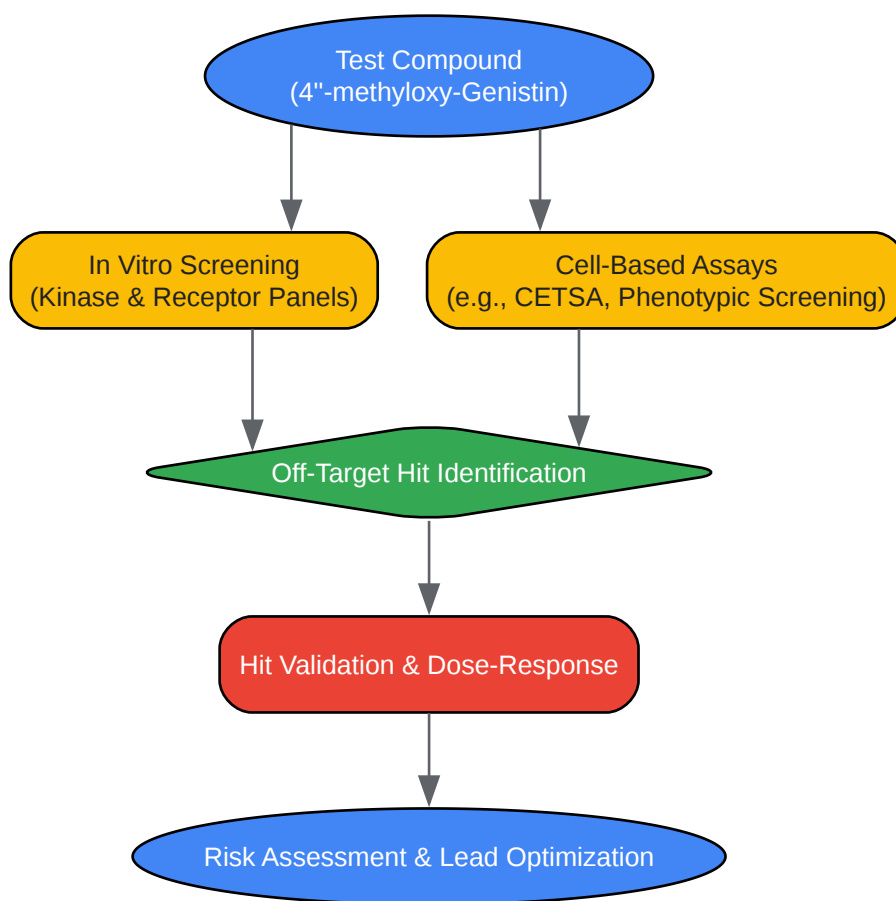 Test Compound
(4"-methyloxy-Genistin)
In Vitro Screening
(Kinase & Receptor Panels)
Cell-Based Assays
(e.g., CETSA, Phenotypic Screening)
Off-Target Hit Identification
Hit Validation & Dose-Response
Risk Assessment & Lead Optimization